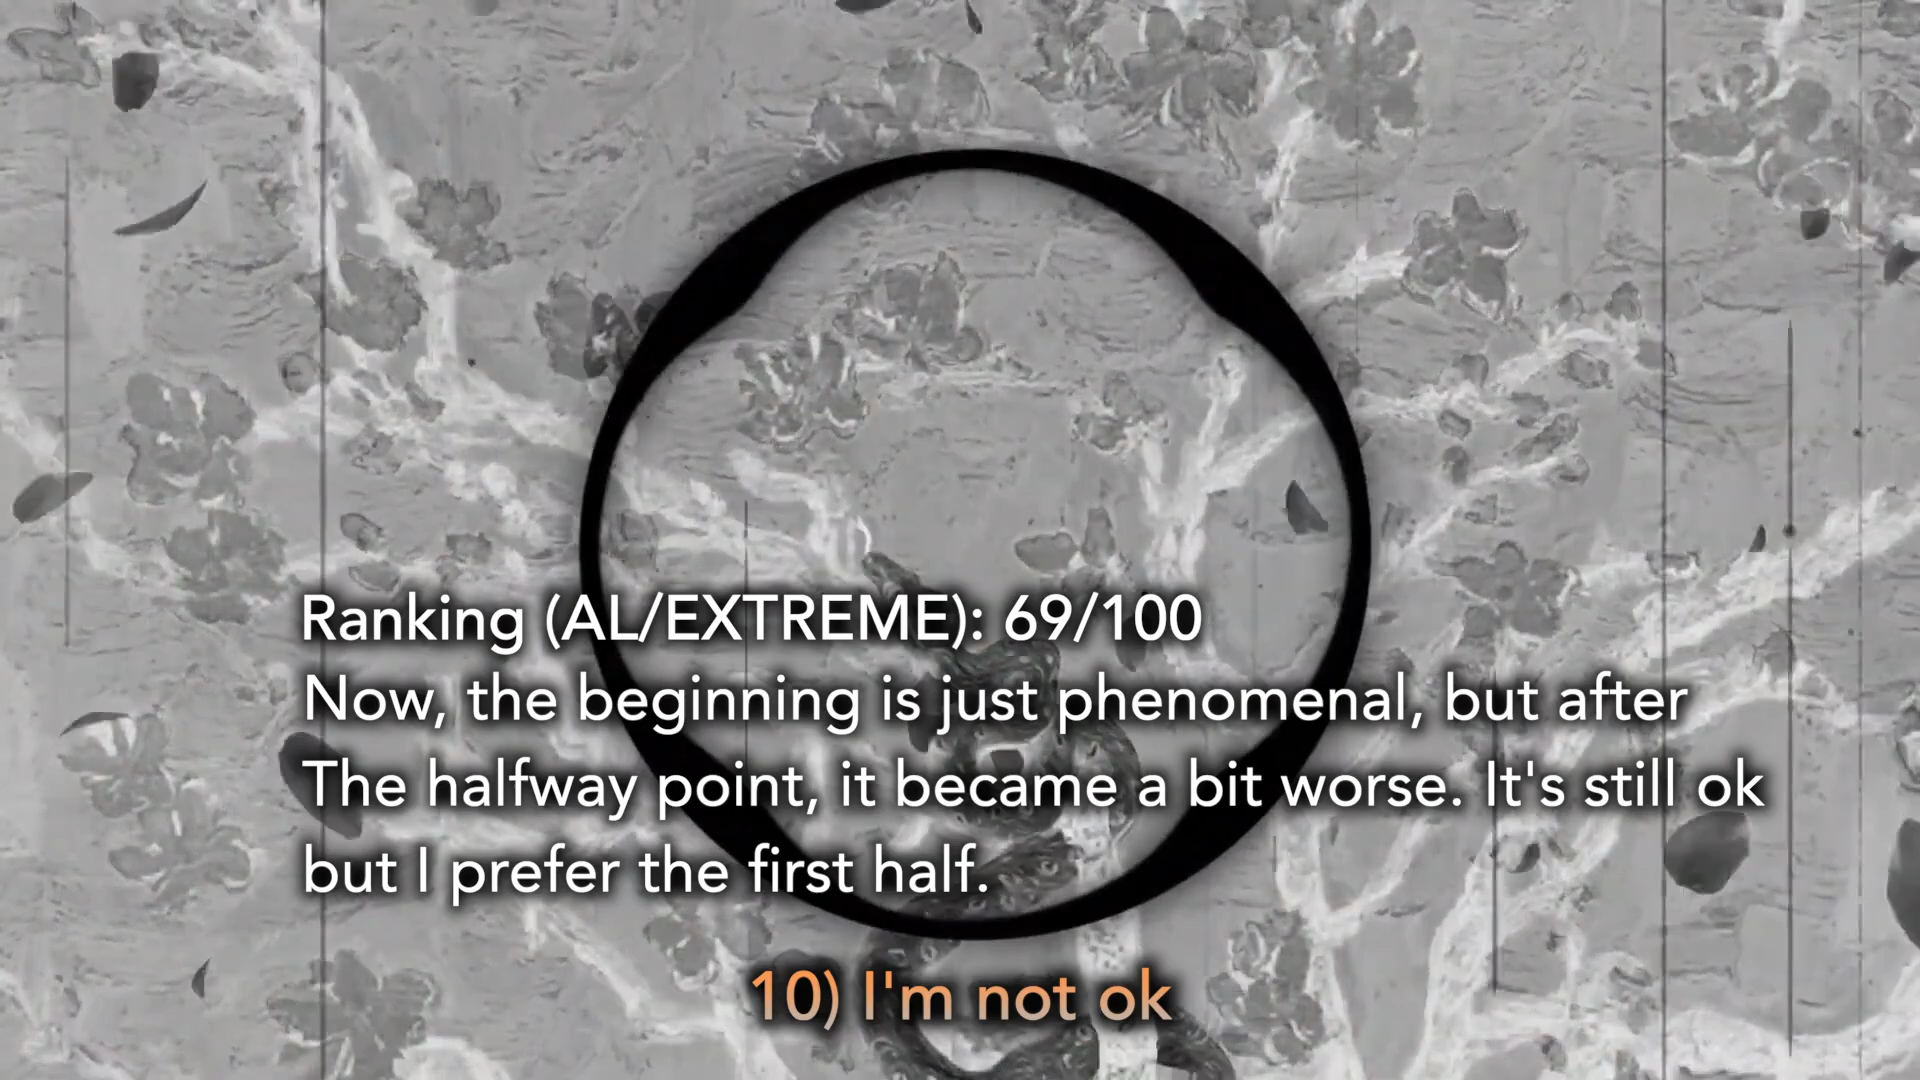 Ranking (AL/EXTREME): 69/100
Now, the beginning is just phenomenal, but after
The halfway point, it became a bit worse. It's still ok
but I prefer the first half.
10) I'm not ok